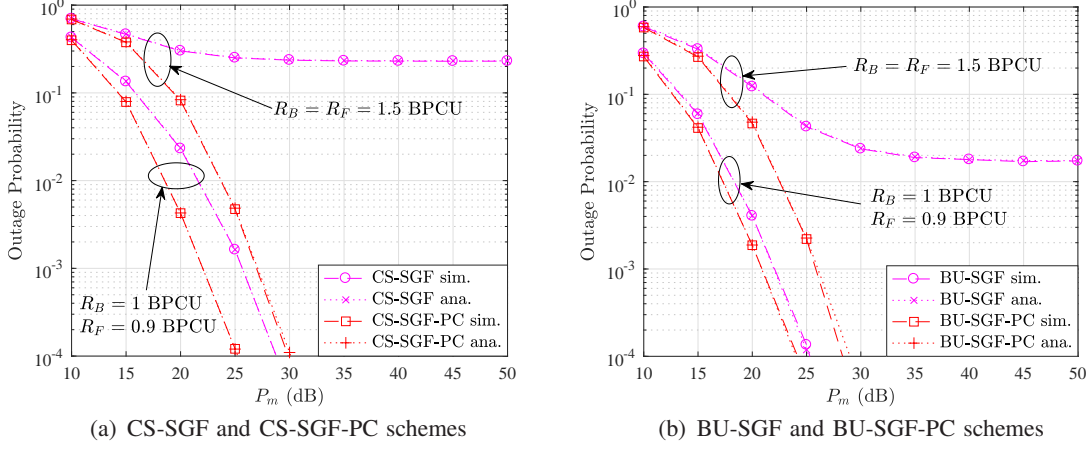 10^0
10^-1
10^-2
10^-3
10^-4
Outage Probability
10 15 20 25 30 35 40 45 50
P_m (dB)
R_B = R_F = 1.5 BPCU
R_B = 1 BPCU
R_F = 0.9 BPCU
CS-SGF sim.
CS-SGF ana.
CS-SGF-PC sim.
CS-SGF-PC ana.
(a) CS-SGF and CS-SGF-PC schemes
10^0
10^-1
10^-2
10^-3
10^-4
Outage Probability
10 15 20 25 30 35 40 45 50
P_m (dB)
R_B = R_F = 1.5 BPCU
R_B = 1 BPCU
R_F = 0.9 BPCU
BU-SGF sim.
BU-SGF ana.
BU-SGF-PC sim.
BU-SGF-PC ana.
(b) BU-SGF and BU-SGF-PC schemes